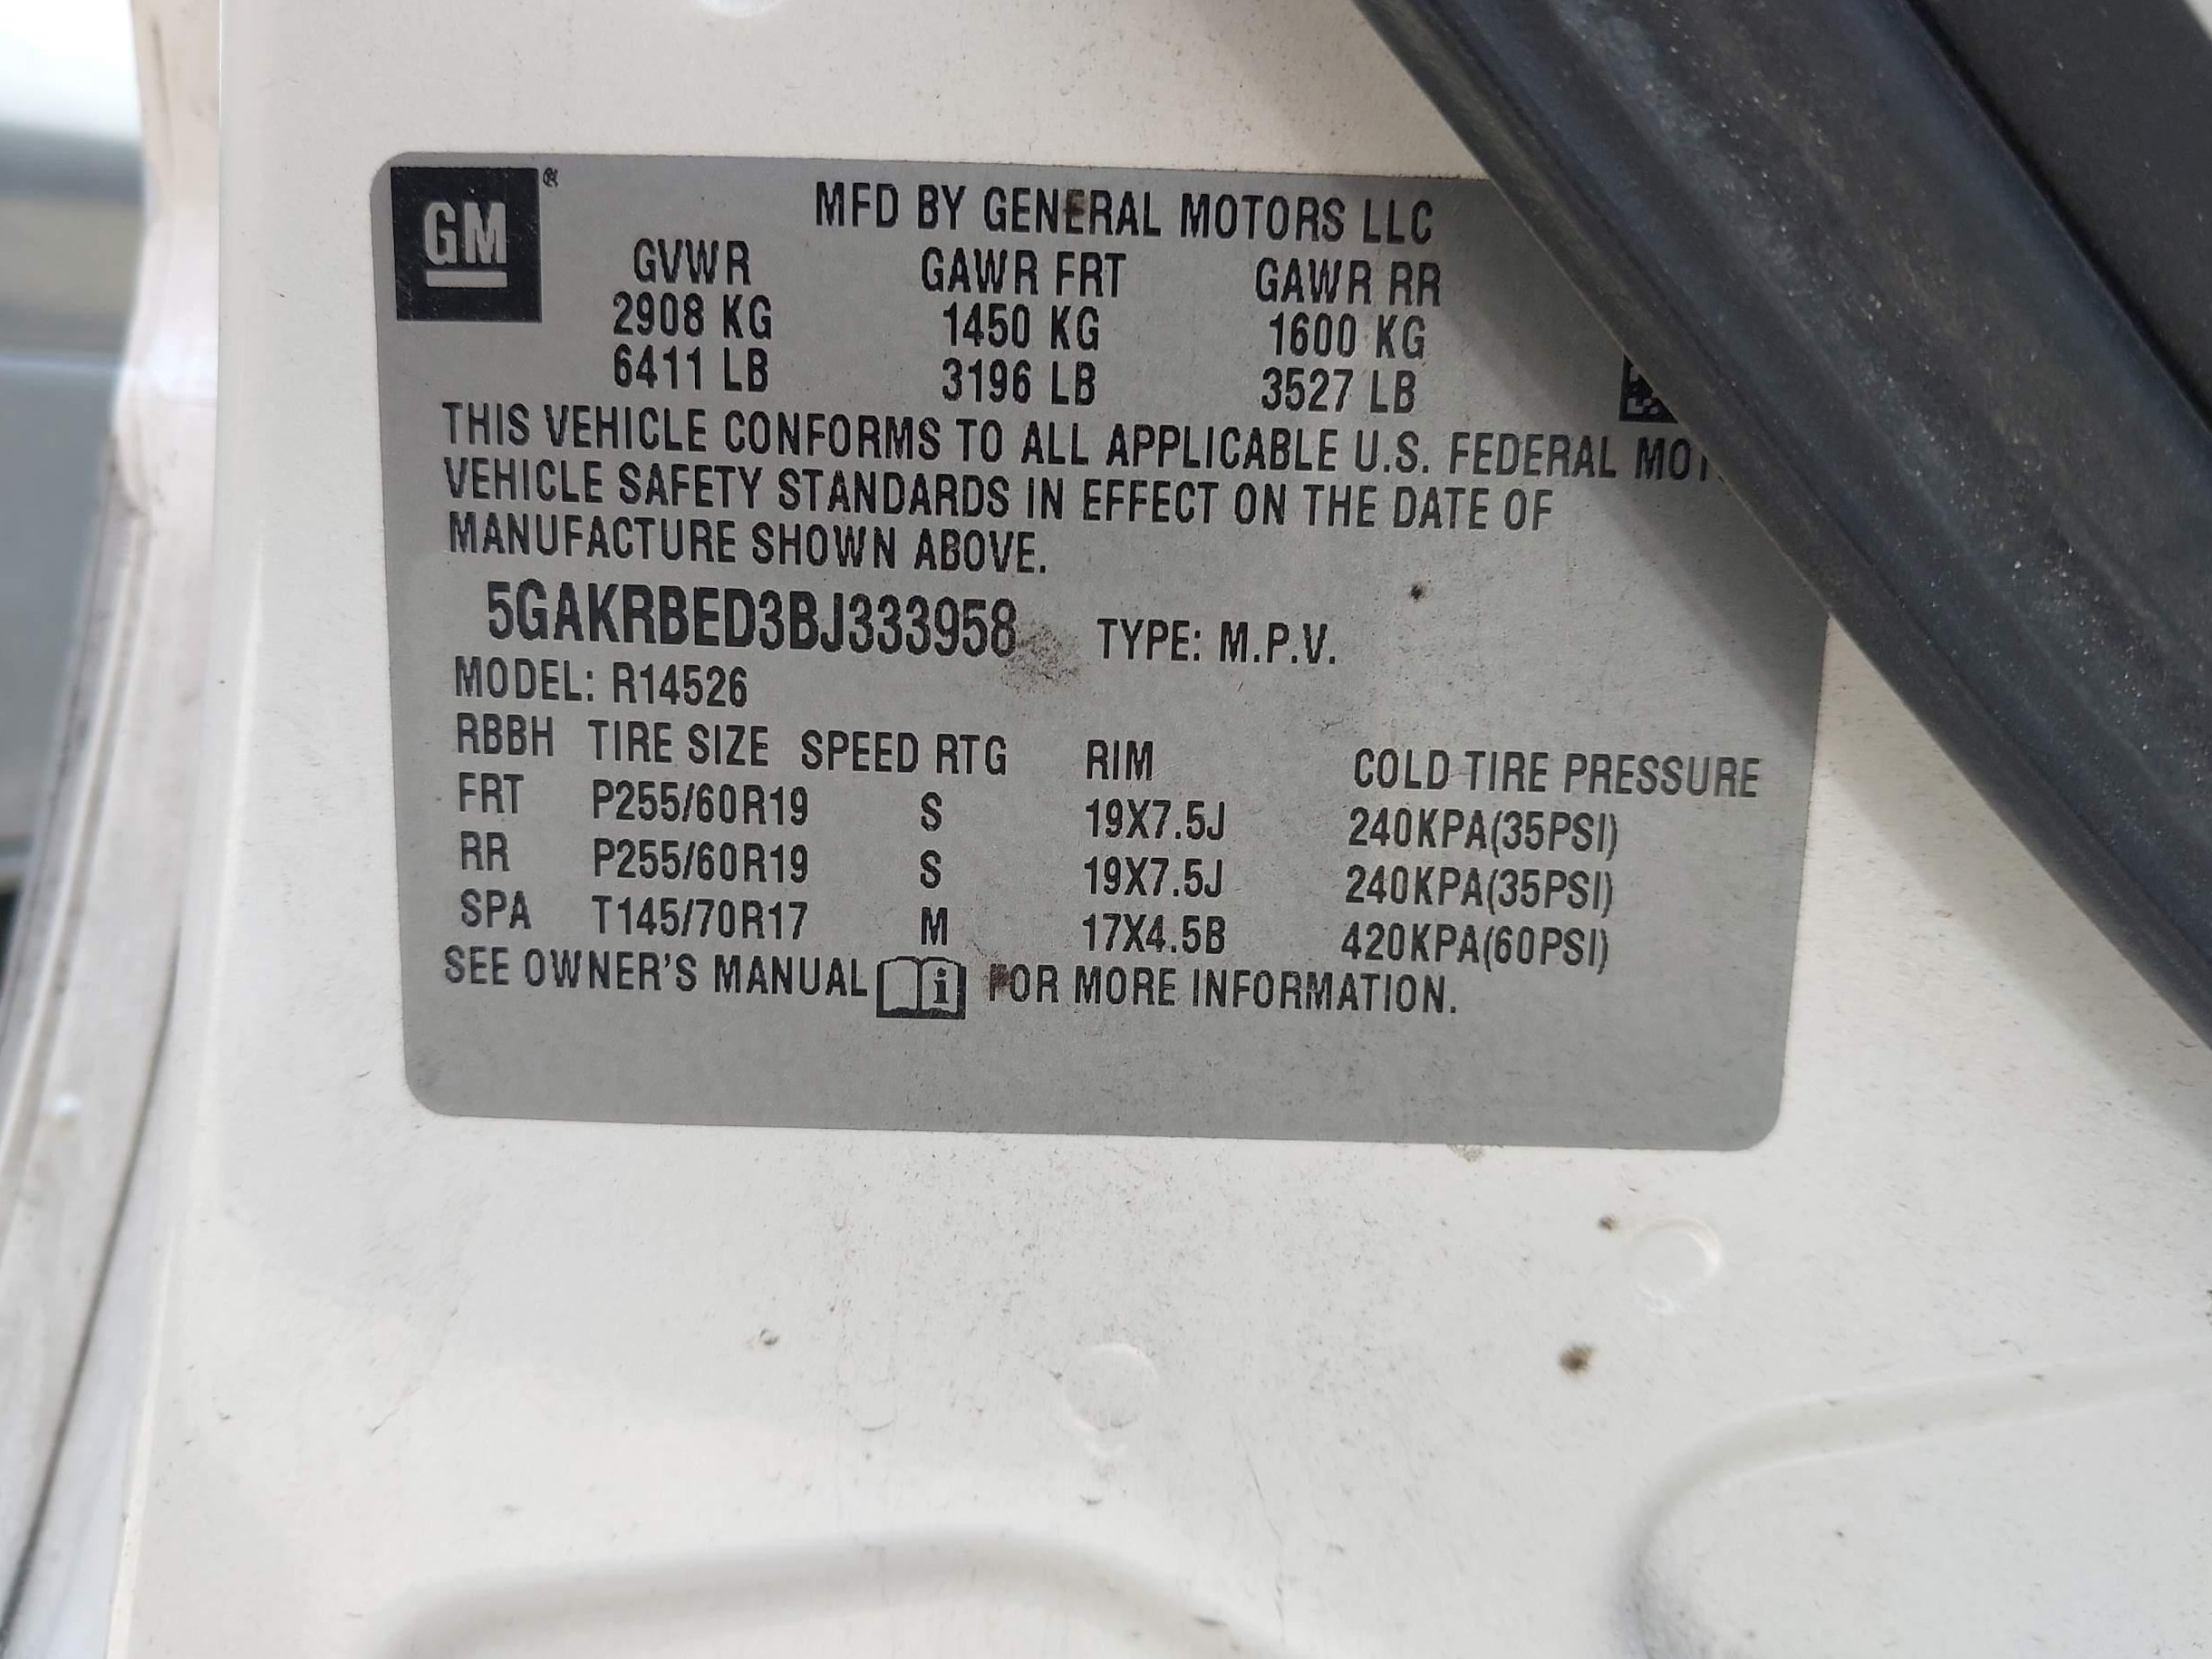 GM ®
MFD BY GENERAL MOTORS LLC
GVWR GAWR FRT GAWR RR
2908 KG 1450 KG 1600 KG
6411 LB 3196 LB 3527 LB
THIS VEHICLE CONFORMS TO ALL APPLICABLE U.S. FEDERAL
VEHICLE SAFETY STANDARDS IN EFFECT ON THE DATE OF
MANUFACTURE SHOWN ABOVE.
5GAKRBED3BJ333958 TYPE: M.P.V.
MODEL: R14526
RBBH TIRE SIZE SPEED RTG RIM COLD TIRE PRESSURE
FRT P255/60R19 S 19X7.5J 240KPA(35PSI)
RR P255/60R19 S 19X7.5J 240KPA(35PSI)
SPA T145/70R17 M 17X4.5B 420KPA(60PSI)
SEE OWNER'S MANUAL i FOR MORE INFORMATION.